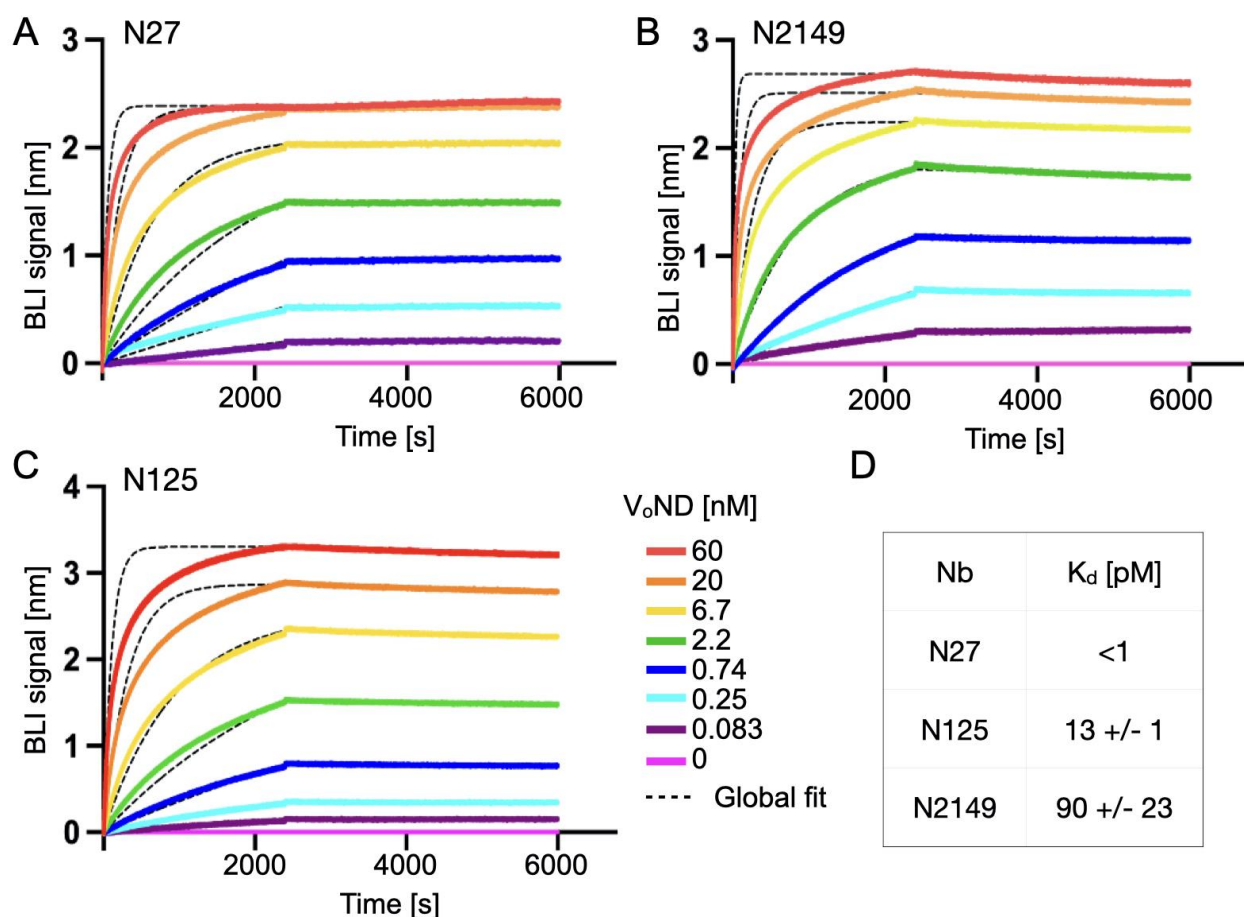 A
N27
3
2
1
0
BLI signal [nm]
2000
4000
6000
Time [s]
B
N2149
3
2
1
0
BLI signal [nm]
2000
4000
6000
Time [s]
C
N125
4
3
2
1
0
BLI signal [nm]
2000
4000
6000
Time [s]
VₒND [nM]
60
20
6.7
2.2
0.74
0.25
0.083
0
Global fit
D
Nb K_d [pM]
N27 <1
N125 13 +/- 1
N2149 90 +/- 23